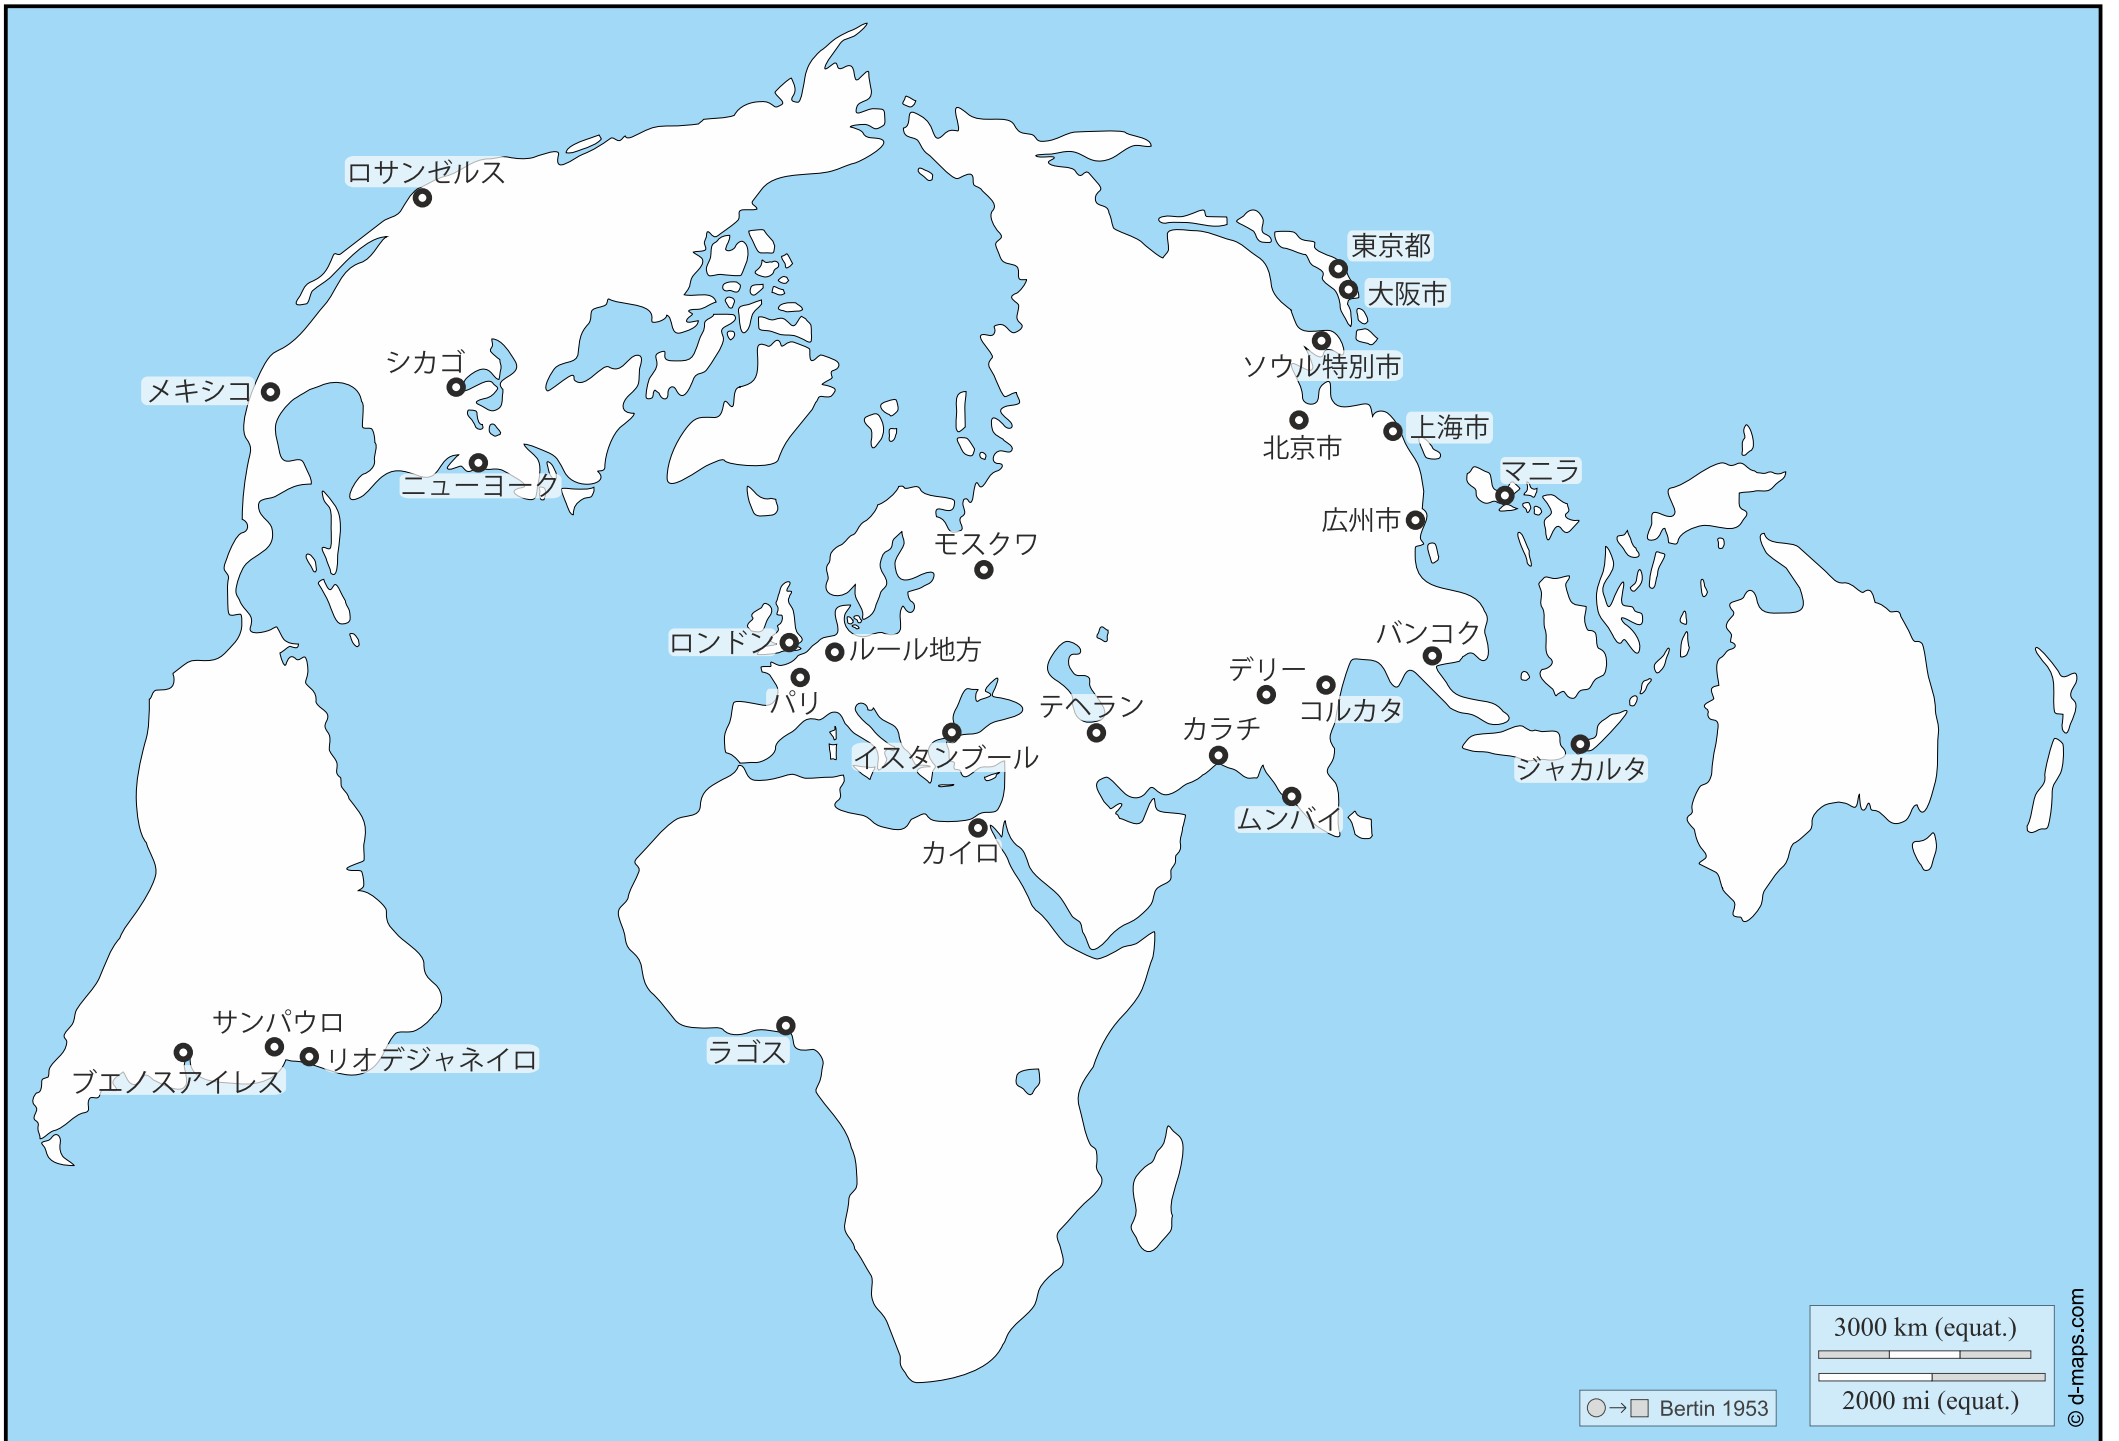 ロサンゼルス
東京都
大阪市
シカゴ
ソウル特別市
メキシコ
上海市
北京市
マニラ
ニューヨーク
広州市
モスクワ
バンコク
ロンドン
ルール地方
デリー
パリ
テヘラン
コルカタ
カラチ
イスタンブール
ジャカルタ
ムンバイ
カイロ
サンパウロ
ラゴス
リオデジャネイロ
ブエノスアイレス
3000 km (equat.)
2000 mi (equat.)
Bertin 1953
© d-maps.com